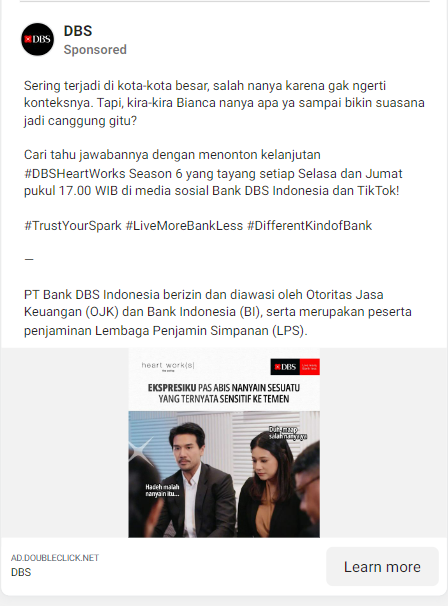 DBS
DBS
Sponsored
Sering terjadi di kota-kota besar, salah nanya karena gak ngerti
konteksnya. Tapi, kira-kira Bianca nanya apa ya sampai bikin suasana
jadi canggung gitu?
Cari tahu jawabannya dengan menonton kelanjutan
#DBSHeartWorks Season 6 yang tayang setiap Selasa dan Jumat
pukul 17.00 WIB di media sosial Bank DBS Indonesia dan TikTok!
#TrustYourSpark #LiveMoreBankLess #DifferentKindofBank
—
PT Bank DBS Indonesia berizin dan diawasi oleh Otoritas Jasa
Keuangan (OJK) dan Bank Indonesia (BI), serta merupakan peserta
penjaminan Lembaga Penjamin Simpanan (LPS).
heart work(s)
DBS
EKSPRESIKU PAS ABIS NANYAIN SESUATU
YANG TERNYATA SENSITIF KE TEMEN
Duh, maap
salah nanya ya
Hadeh malah
nanyain itu...
AD.DOUBLECLICK.NET
DBS
Learn more